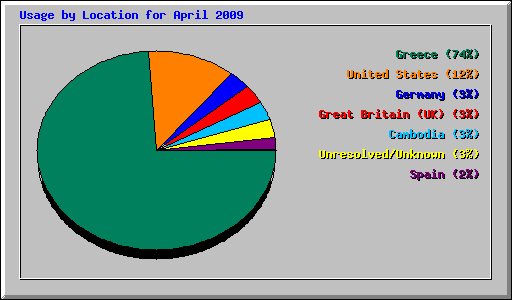 Usage by Location for April 2009
Greece (74%)
United States (12%)
Germany (3%)
Great Britain (UK) (3%)
Cambodia (3%)
Unresolved/Unknown (3%)
Spain (2%)